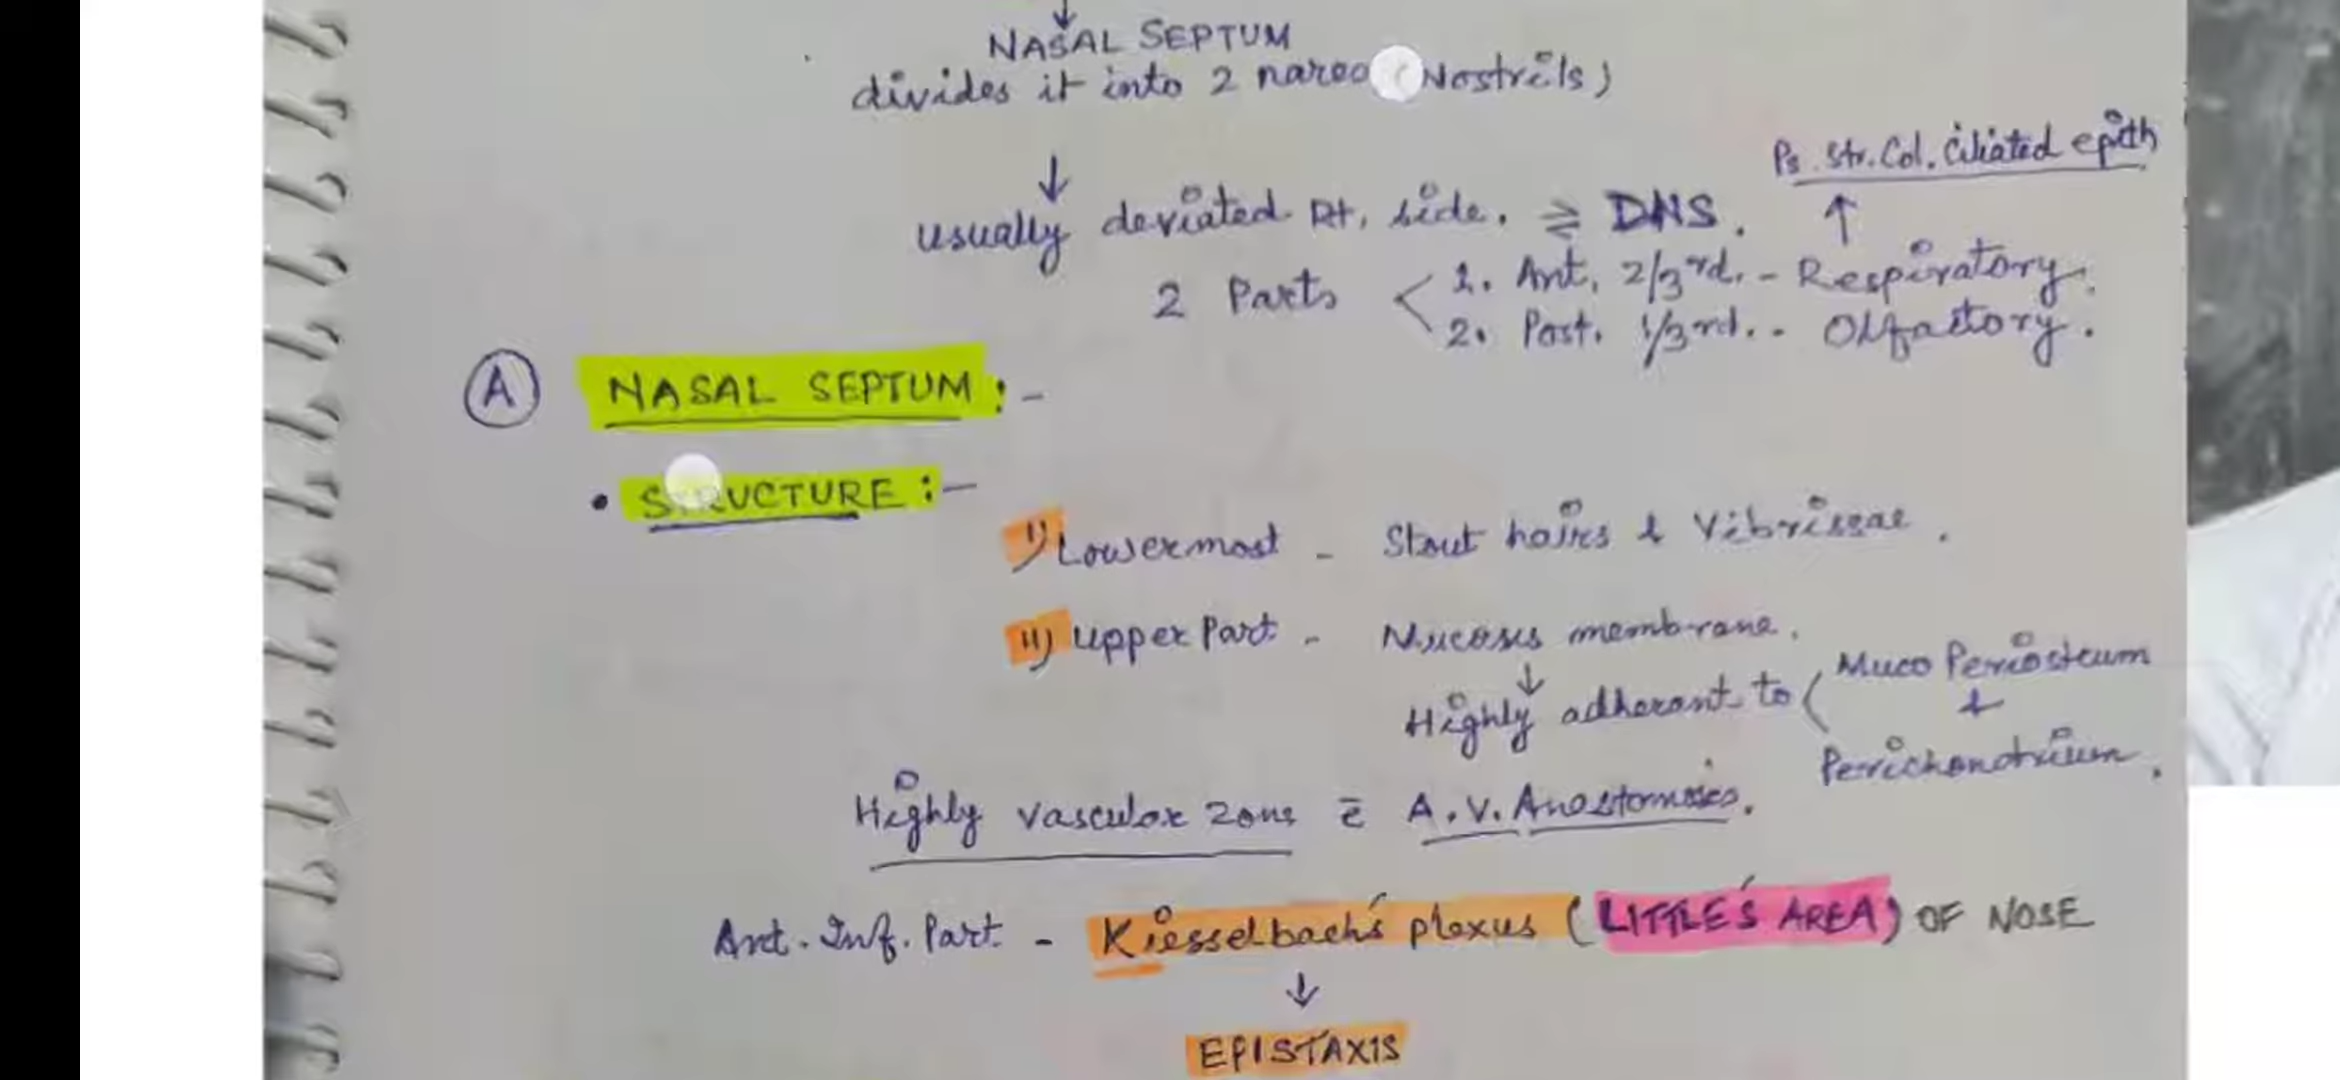 NASAL SEPTUM
divides it into 2 nares (Nostrils)
Ps. Str. Col. Ciliated epith
usually deviated Rt. side. ⇌ DNS.
2 Parts < 1. Ant. 2/3rd. - Respiratory.
2. Post. 1/3rd. - Olfactory.
(A) NASAL SEPTUM :-
• STRUCTURE :-
i) Lowermost - Stout hairs & Vibrissae.
ii) Upper Part - Mucous membrane.
Highly adherant to ( Muco Periosteum
+
Perichondrium.
Highly vascular zone c̄ A.V. Anastomosis.
Ant. Inf. Part - Kiesselbach's plexus (LITTLE'S AREA) OF NOSE
↓
EPISTAXIS